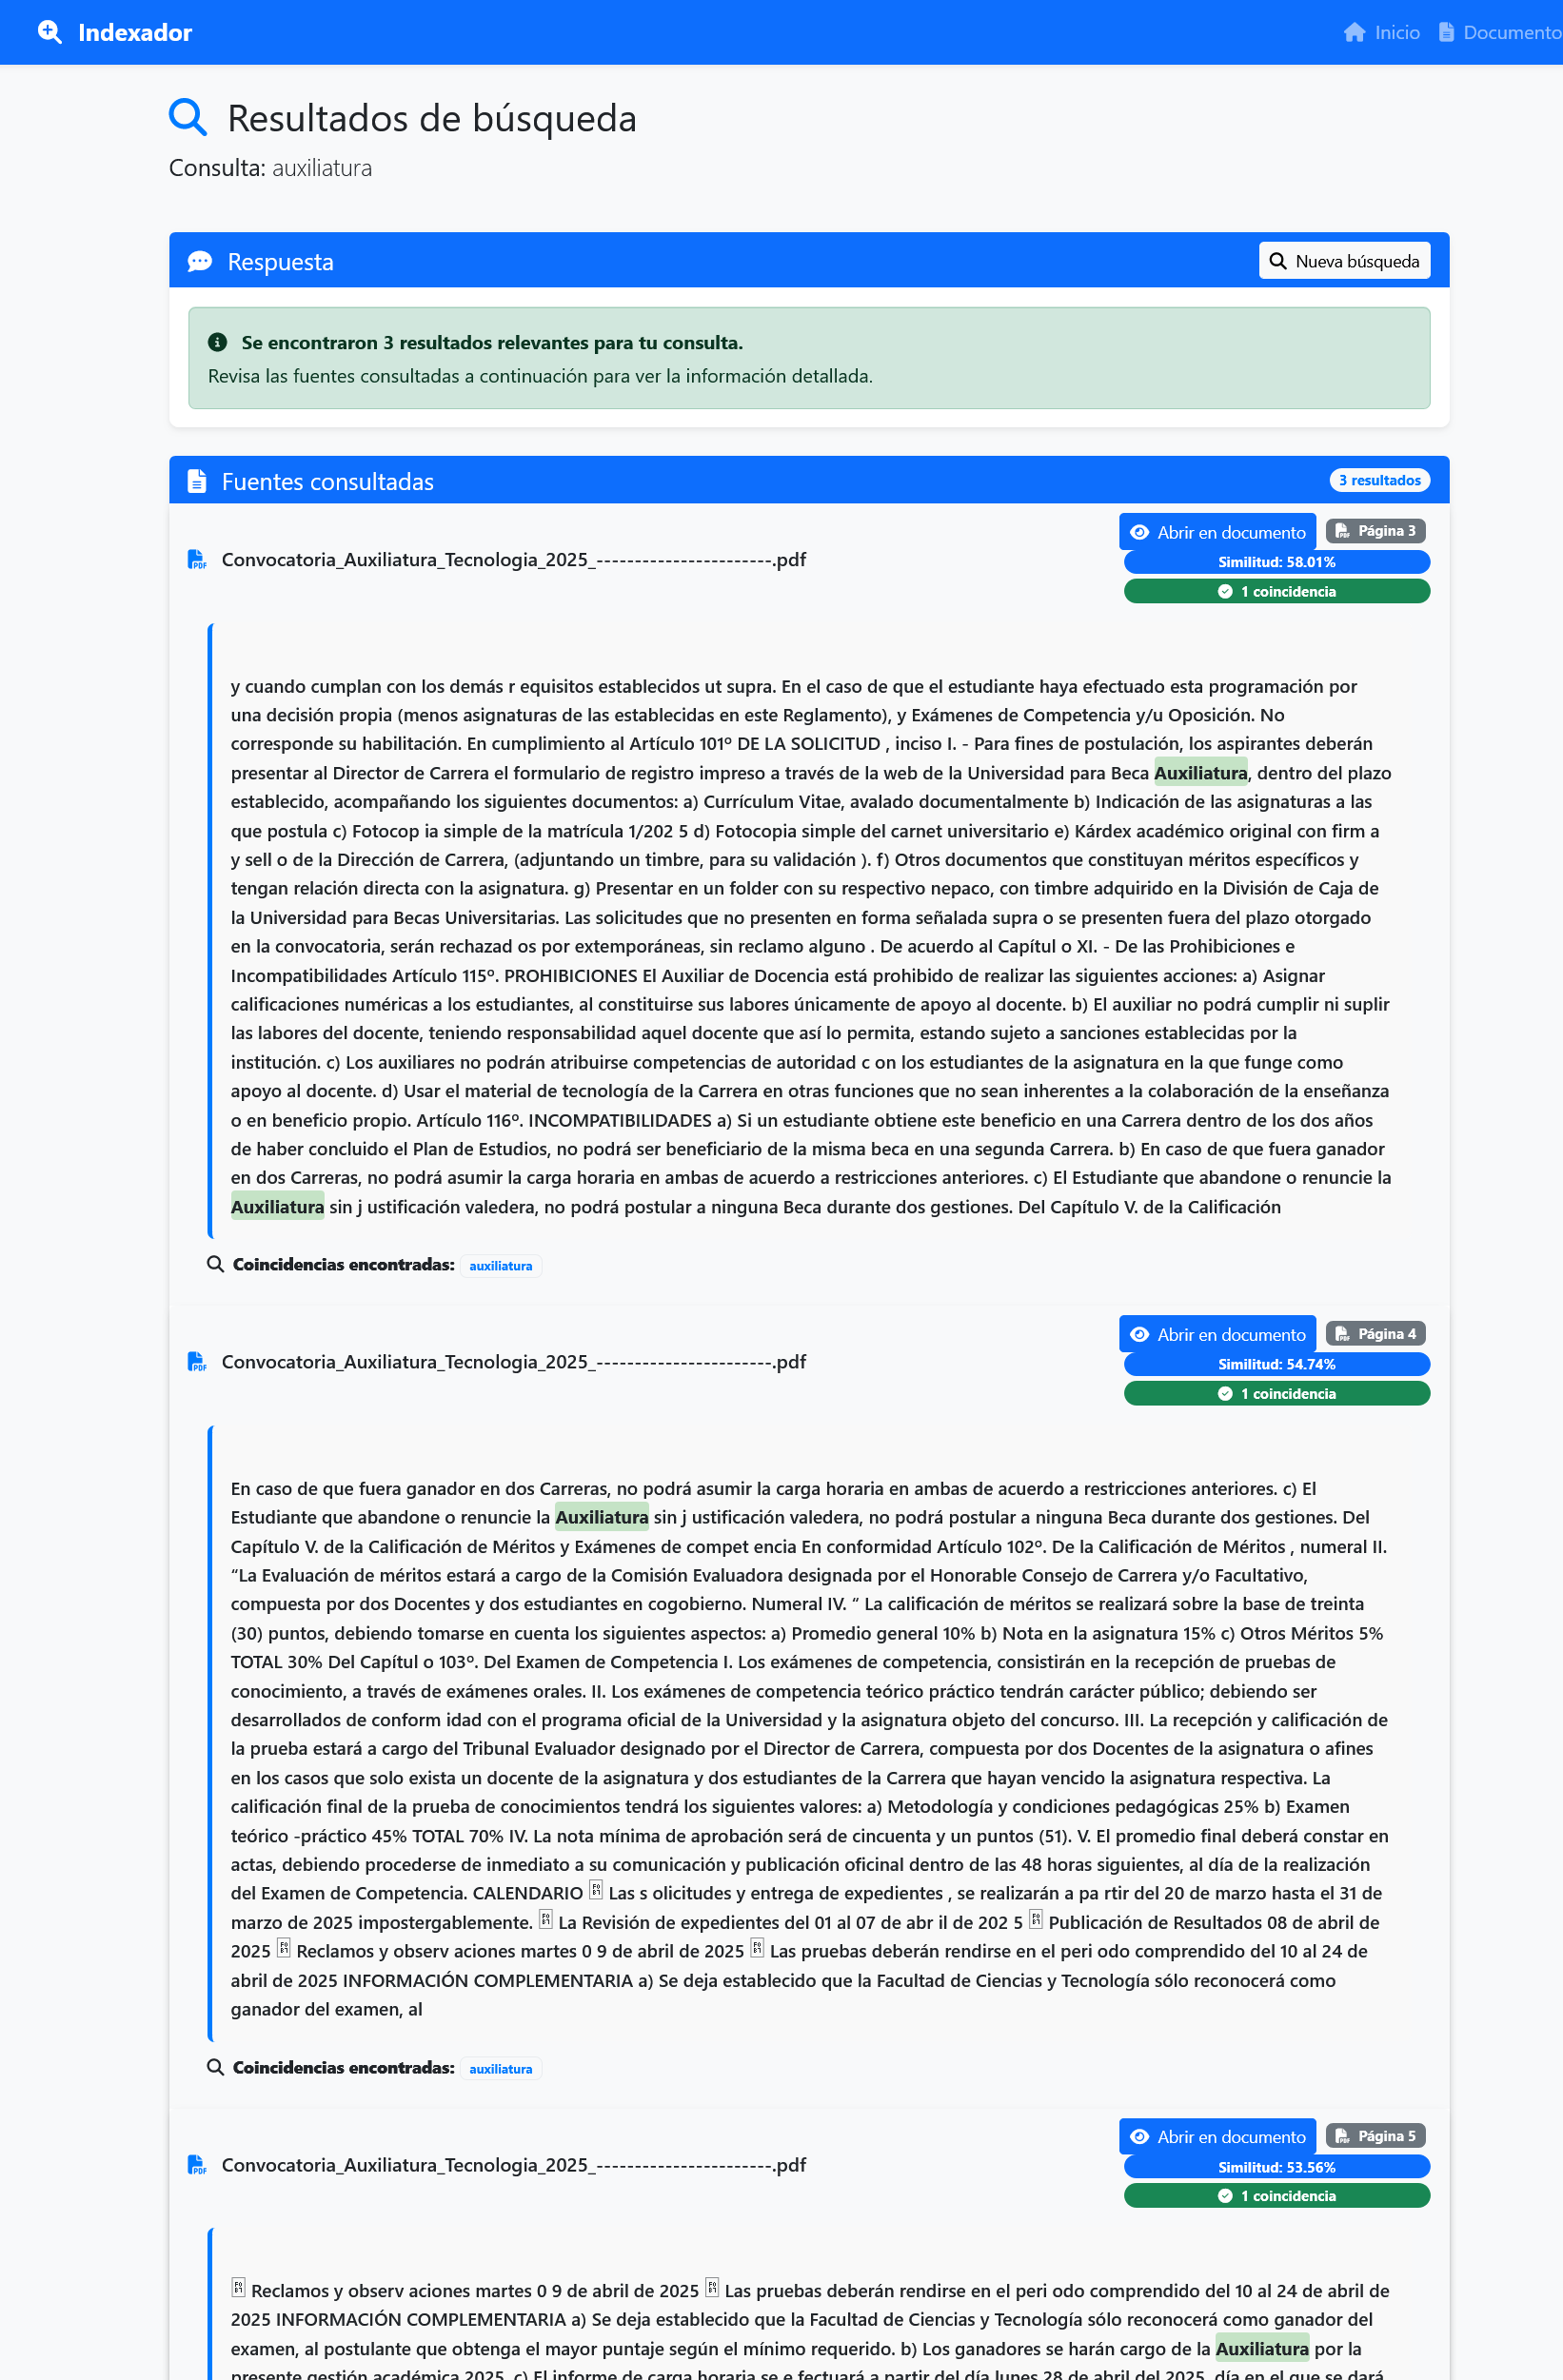 Indexador
Inicio
Documento
Resultados de búsqueda
Consulta: auxiliatura
Respuesta
Nueva búsqueda
Se encontraron 3 resultados relevantes para tu consulta.
Revisa las fuentes consultadas a continuación para ver la información detallada.
Fuentes consultadas
3 resultados
Abrir en documento
Página 3
Convocatoria_Auxiliatura_Tecnologia_2025_-----------------------.pdf
Similitud: 58.01%
1 coincidencia
y cuando cumplan con los demás r equisitos establecidos ut supra. En el caso de que el estudiante haya efectuado esta programación por
una decisión propia (menos asignaturas de las establecidas en este Reglamento), y Exámenes de Competencia y/u Oposición. No
corresponde su habilitación. En cumplimiento al Artículo 101º DE LA SOLICITUD , inciso I. - Para fines de postulación, los aspirantes deberán
presentar al Director de Carrera el formulario de registro impreso a través de la web de la Universidad para Beca Auxiliatura, dentro del plazo
establecido, acompañando los siguientes documentos: a) Currículum Vitae, avalado documentalmente b) Indicación de las asignaturas a las
que postula c) Fotocop ia simple de la matrícula 1/202 5 d) Fotocopia simple del carnet universitario e) Kárdex académico original con firm a
y sell o de la Dirección de Carrera, (adjuntando un timbre, para su validación ). f) Otros documentos que constituyan méritos específicos y
tengan relación directa con la asignatura. g) Presentar en un folder con su respectivo nepaco, con timbre adquirido en la División de Caja de
la Universidad para Becas Universitarias. Las solicitudes que no presenten en forma señalada supra o se presenten fuera del plazo otorgado
en la convocatoria, serán rechazad os por extemporáneas, sin reclamo alguno . De acuerdo al Capítul o XI. - De las Prohibiciones e
Incompatibilidades Artículo 115º. PROHIBICIONES El Auxiliar de Docencia está prohibido de realizar las siguientes acciones: a) Asignar
calificaciones numéricas a los estudiantes, al constituirse sus labores únicamente de apoyo al docente. b) El auxiliar no podrá cumplir ni suplir
las labores del docente, teniendo responsabilidad aquel docente que así lo permita, estando sujeto a sanciones establecidas por la
institución. c) Los auxiliares no podrán atribuirse competencias de autoridad c on los estudiantes de la asignatura en la que funge como
apoyo al docente. d) Usar el material de tecnología de la Carrera en otras funciones que no sean inherentes a la colaboración de la enseñanza
o en beneficio propio. Artículo 116º. INCOMPATIBILIDADES a) Si un estudiante obtiene este beneficio en una Carrera dentro de los dos años
de haber concluido el Plan de Estudios, no podrá ser beneficiario de la misma beca en una segunda Carrera. b) En caso de que fuera ganador
en dos Carreras, no podrá asumir la carga horaria en ambas de acuerdo a restricciones anteriores. c) El Estudiante que abandone o renuncie la
Auxiliatura sin j ustificación valedera, no podrá postular a ninguna Beca durante dos gestiones. Del Capítulo V. de la Calificación
Coincidencias encontradas: auxiliatura
Abrir en documento
Página 4
Convocatoria_Auxiliatura_Tecnologia_2025_-----------------------.pdf
Similitud: 54.74%
1 coincidencia
En caso de que fuera ganador en dos Carreras, no podrá asumir la carga horaria en ambas de acuerdo a restricciones anteriores. c) El
Estudiante que abandone o renuncie la Auxiliatura sin j ustificación valedera, no podrá postular a ninguna Beca durante dos gestiones. Del
Capítulo V. de la Calificación de Méritos y Exámenes de compet encia En conformidad Artículo 102º. De la Calificación de Méritos , numeral II.
“La Evaluación de méritos estará a cargo de la Comisión Evaluadora designada por el Honorable Consejo de Carrera y/o Facultativo,
compuesta por dos Docentes y dos estudiantes en cogobierno. Numeral IV. “ La calificación de méritos se realizará sobre la base de treinta
(30) puntos, debiendo tomarse en cuenta los siguientes aspectos: a) Promedio general 10% b) Nota en la asignatura 15% c) Otros Méritos 5%
TOTAL 30% Del Capítul o 103º. Del Examen de Competencia I. Los exámenes de competencia, consistirán en la recepción de pruebas de
conocimiento, a través de exámenes orales. II. Los exámenes de competencia teórico práctico tendrán carácter público; debiendo ser
desarrollados de conform idad con el programa oficial de la Universidad y la asignatura objeto del concurso. III. La recepción y calificación de
la prueba estará a cargo del Tribunal Evaluador designado por el Director de Carrera, compuesta por dos Docentes de la asignatura o afines
en los casos que solo exista un docente de la asignatura y dos estudiantes de la Carrera que hayan vencido la asignatura respectiva. La
calificación final de la prueba de conocimientos tendrá los siguientes valores: a) Metodología y condiciones pedagógicas 25% b) Examen
teórico -práctico 45% TOTAL 70% IV. La nota mínima de aprobación será de cincuenta y un puntos (51). V. El promedio final deberá constar en
actas, debiendo procederse de inmediato a su comunicación y publicación oficinal dentro de las 48 horas siguientes, al día de la realización
del Examen de Competencia. CALENDARIO  Las s olicitudes y entrega de expedientes , se realizarán a pa rtir del 20 de marzo hasta el 31 de
marzo de 2025 impostergablemente.  La Revisión de expedientes del 01 al 07 de abr il de 202 5  Publicación de Resultados 08 de abril de
2025  Reclamos y observ aciones martes 0 9 de abril de 2025  Las pruebas deberán rendirse en el peri odo comprendido del 10 al 24 de
abril de 2025 INFORMACIÓN COMPLEMENTARIA a) Se deja establecido que la Facultad de Ciencias y Tecnología sólo reconocerá como
ganador del examen, al
Coincidencias encontradas: auxiliatura
Abrir en documento
Página 5
Convocatoria_Auxiliatura_Tecnologia_2025_-----------------------.pdf
Similitud: 53.56%
1 coincidencia
 Reclamos y observ aciones martes 0 9 de abril de 2025  Las pruebas deberán rendirse en el peri odo comprendido del 10 al 24 de abril de
2025 INFORMACIÓN COMPLEMENTARIA a) Se deja establecido que la Facultad de Ciencias y Tecnología sólo reconocerá como ganador del
examen, al postulante que obtenga el mayor puntaje según el mínimo requerido. b) Los ganadores se harán cargo de la Auxiliatura por la
presente gestión académica 2025. c) El informe de carga horaria se e fectuará a partir del día lunes 28 de abril del 2025, día en el que se dará